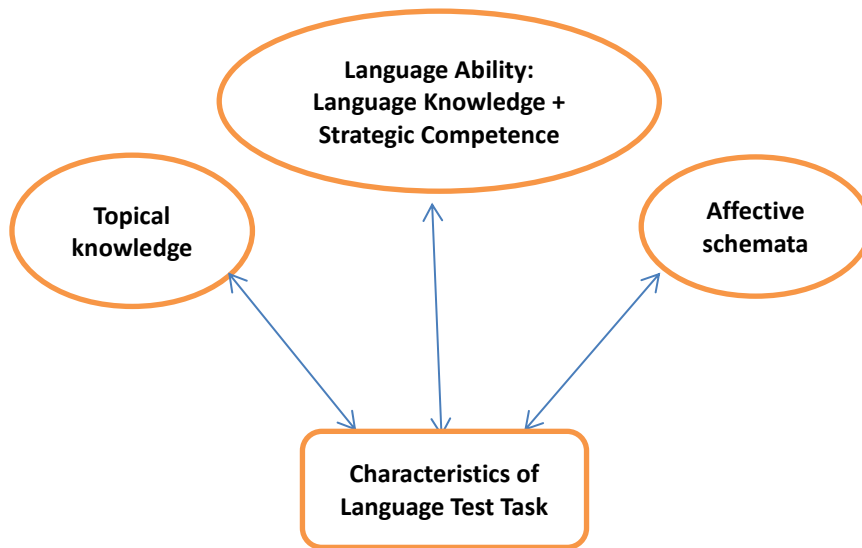 Language Ability:
Language Knowledge +
Strategic Competence
Topical
knowledge
Affective
schemata
Characteristics of
Language Test Task